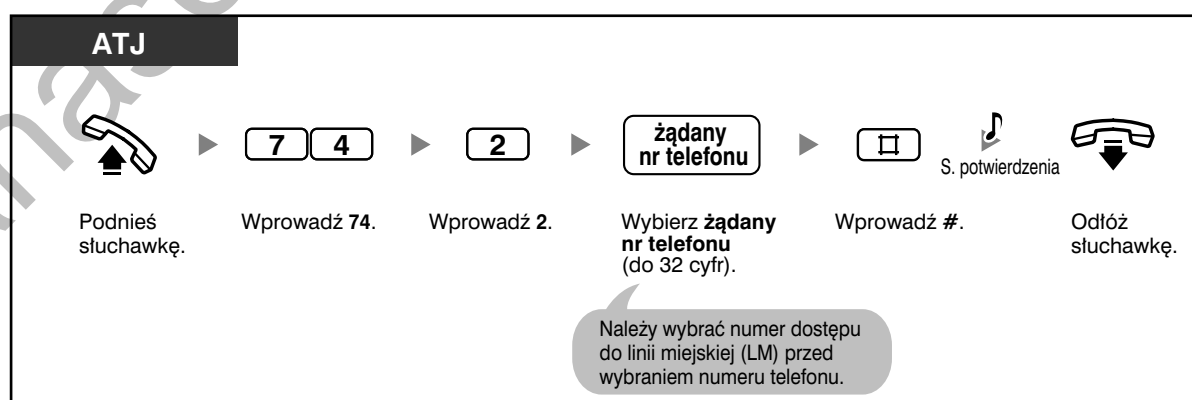 ATJ
7 4
2
żądany
nr telefonu
#
S. potwierdzenia
Podnieś
słuchawkę.
Wprowadź 74.
Wprowadź 2.
Wybierz żądany
nr telefonu
(do 32 cyfr).
Wprowadź #.
Odłóż
słuchawkę.
Należy wybrać numer dostępu
do linii miejskiej (LM) przed
wybraniem numeru telefonu.